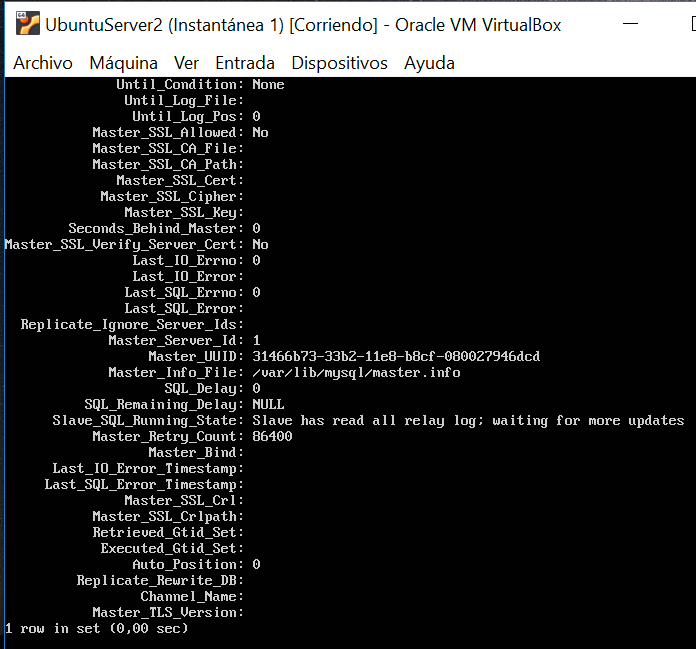 UbuntuServer2 (Instantánea 1) [Corriendo] - Oracle VM VirtualBox
Archivo Máquina Ver Entrada Dispositivos Ayuda
Until_Condition: None
Until_Log_File:
Until_Log_Pos: 0
Master_SSL_Allowed: No
Master_SSL_CA_File:
Master_SSL_CA_Path:
Master_SSL_Cert:
Master_SSL_Cipher:
Master_SSL_Key:
Seconds_Behind_Master: 0
Master_SSL_Verify_Server_Cert: No
Last_IO_Errno: 0
Last_IO_Error:
Last_SQL_Errno: 0
Last_SQL_Error:
Replicate_Ignore_Server_Ids:
Master_Server_Id: 1
Master_UUID: 31466b73-33b2-11e8-b8cf-080027946dcd
Master_Info_File: /var/lib/mysql/master.info
SQL_Delay: 0
SQL_Remaining_Delay: NULL
Slave_SQL_Running_State: Slave has read all relay log; waiting for more updates
Master_Retry_Count: 86400
Master_Bind:
Last_IO_Error_Timestamp:
Last_SQL_Error_Timestamp:
Master_SSL_Crl:
Master_SSL_Crlpath:
Retrieved_Gtid_Set:
Executed_Gtid_Set:
Auto_Position: 0
Replicate_Rewrite_DB:
Channel_Name:
Master_TLS_Version:
1 row in set (0,00 sec)